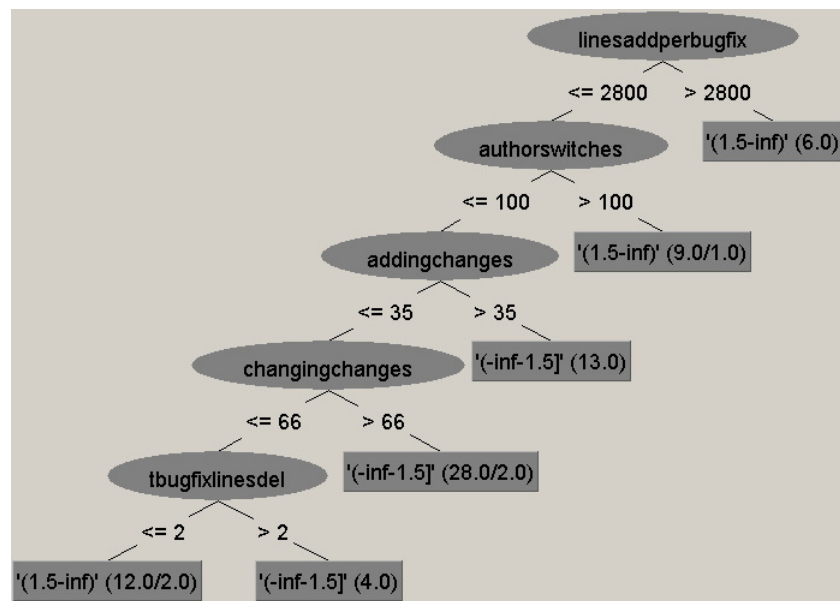 linesaddperbugfix
<= 2800 > 2800
authorswitches
'(1.5-inf)' (6.0)
<= 100 > 100
addingchanges
'(1.5-inf)' (9.0/1.0)
<= 35 > 35
changingchanges
'(-inf-1.5]' (13.0)
<= 66 > 66
tbugfixlinesdel
'(-inf-1.5]' (28.0/2.0)
<= 2 > 2
'(1.5-inf)' (12.0/2.0)
'(-inf-1.5]' (4.0)